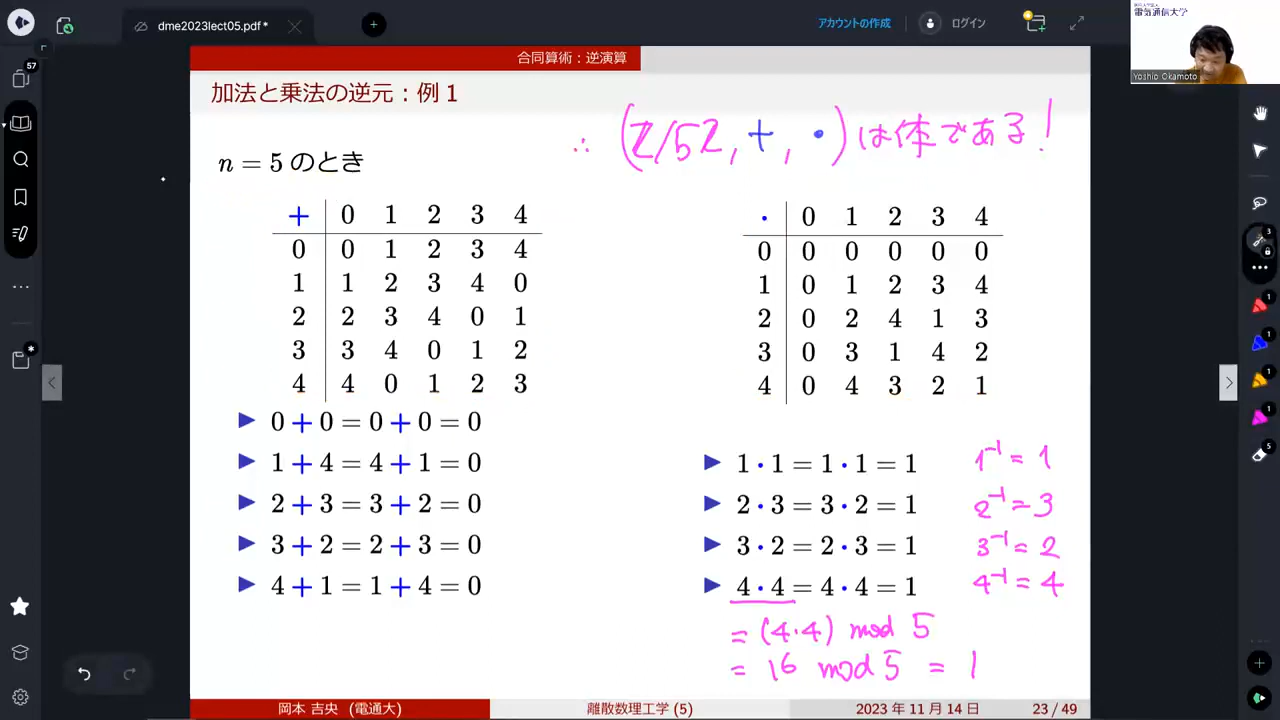 dme2023lect05.pdf*
アカウントの作成
ログイン
電気通信大学
Yoshio Okamoto
合同算術:逆演算
加法と乗法の逆元:例 1
∴ (Z/5Z, +, ・)は体である!
n = 5 のとき
+ 0 1 2 3 4
0 0 1 2 3 4
1 1 2 3 4 0
2 2 3 4 0 1
3 3 4 0 1 2
4 4 0 1 2 3
· 0 1 2 3 4
0 0 0 0 0 0
1 0 1 2 3 4
2 0 2 4 1 3
3 0 3 1 4 2
4 0 4 3 2 1
▶ 0 + 0 = 0 + 0 = 0
▶ 1 + 4 = 4 + 1 = 0
▶ 2 + 3 = 3 + 2 = 0
▶ 3 + 2 = 2 + 3 = 0
▶ 4 + 1 = 1 + 4 = 0
▶ 1 · 1 = 1 · 1 = 1 1⁻¹ = 1
▶ 2 · 3 = 3 · 2 = 1 2⁻¹ = 3
▶ 3 · 2 = 2 · 3 = 1 3⁻¹ = 2
▶ 4 · 4 = 4 · 4 = 1 4⁻¹ = 4
= (4·4) mod 5
= 16 mod 5 = 1
岡本 吉央 (電通大)
離散数理工学 (5)
2023 年 11 月 14 日
23 / 49
57
3
1
1
1
1
5